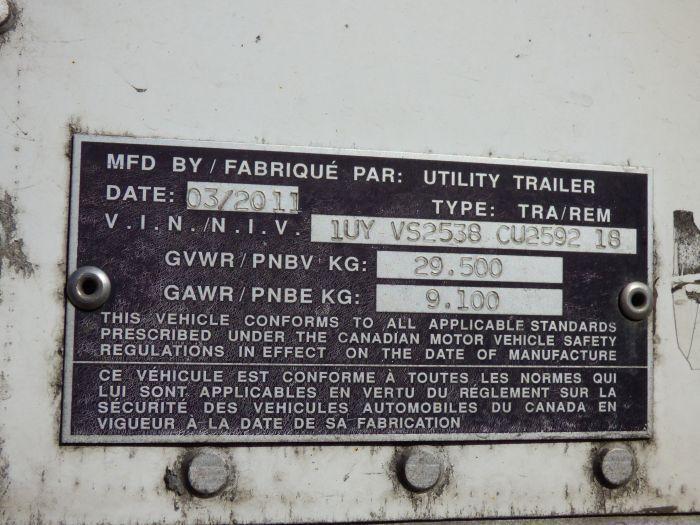 MFD BY / FABRIQUÉ PAR: UTILITY TRAILER
DATE: 03/2011 TYPE: TRA/REM
V.I.N./N.I.V. 1UY VS2538 CU2592 18
GVWR / PNBV KG: 29.500
GAWR / PNBE KG: 9.100
THIS VEHICLE CONFORMS TO ALL APPLICABLE STANDARDS
PRESCRIBED UNDER THE CANADIAN MOTOR VEHICLE SAFETY
REGULATIONS IN EFFECT ON THE DATE OF MANUFACTURE
CE VÉHICULE EST CONFORME À TOUTES LES NORMES QUI
LUI SONT APPLICABLES EN VERTU DU RÉGLEMENT SUR LA
SÉCURITÉ DES VEHICULES AUTOMOBILES DU CANADA EN
VIGUEUR À LA DATE DE SA FABRICATION